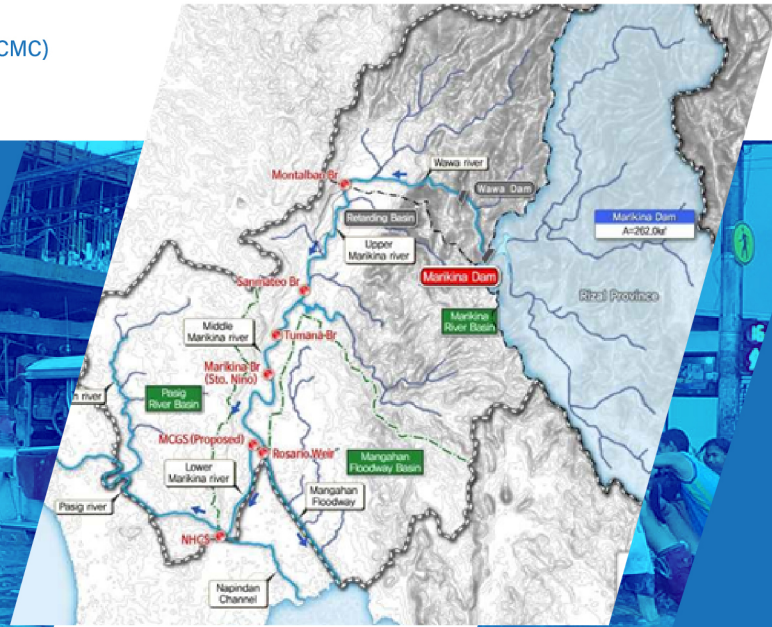 CMC)
Wawa river
Montalban Br
Wawa Dam
Retarding Basin
Marikina Dam
A=262.0㎢
Upper
Marikina river
Marikina Dam
Sanmateo Br
Rizal Province
Marikina
River Basin
Middle
Marikina river
Tumana Br
Marikina Br
(Sto. Nino)
n river
Pasig
River Basin
MCGS (Proposed)
Rosario Weir
Mangahan
Floodway Basin
Lower
Marikina river
Mangahan
Floodway
Pasig river
NHCS
Napindan
Channel